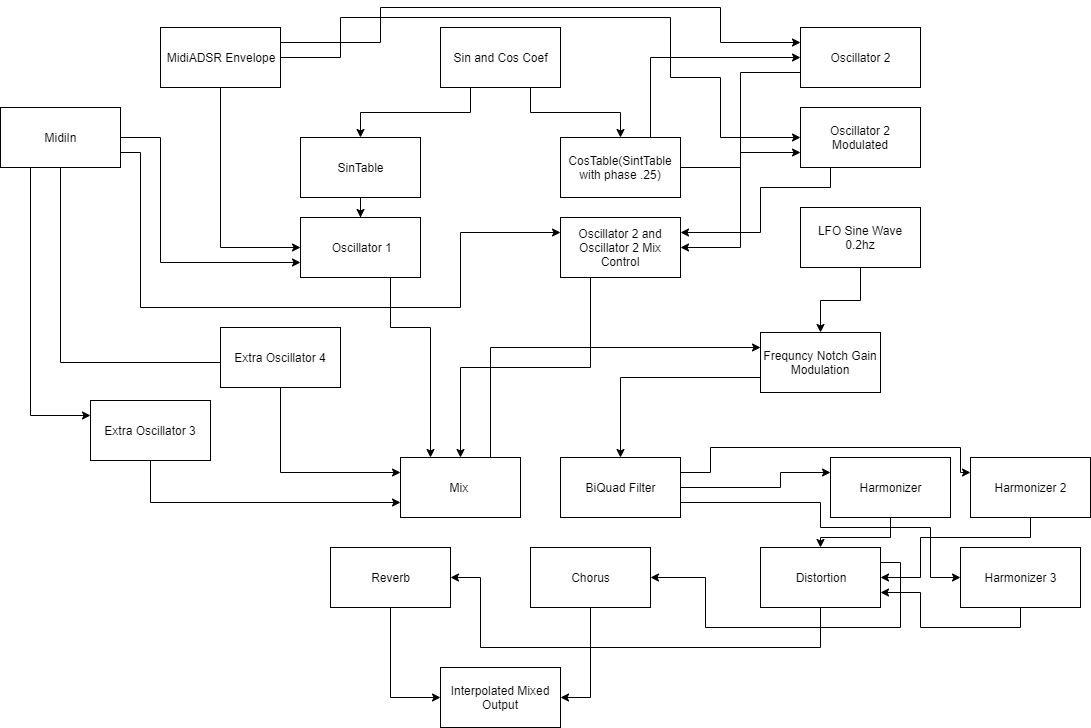 MidiADSR Envelope
Sin and Cos Coef
Oscillator 2
MidiIn
Oscillator 2
Modulated
SinTable
CosTable(SintTable
with phase .25)
Oscillator 1
Oscillator 2 and
Oscillator 2 Mix
Control
LFO Sine Wave
0.2hz
Extra Oscillator 4
Frequncy Notch Gain
Modulation
Extra Oscillator 3
Mix
BiQuad Filter
Harmonizer
Harmonizer 2
Reverb
Chorus
Distortion
Harmonizer 3
Interpolated Mixed
Output